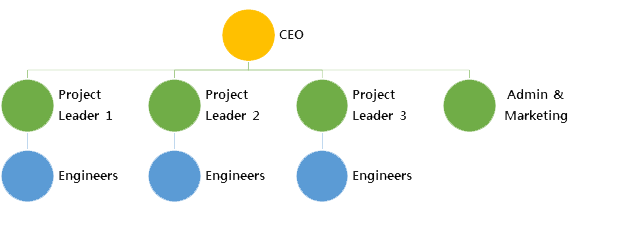 CEO
Project
Leader 1
Project
Leader 2
Project
Leader 3
Admin &
Marketing
Engineers
Engineers
Engineers